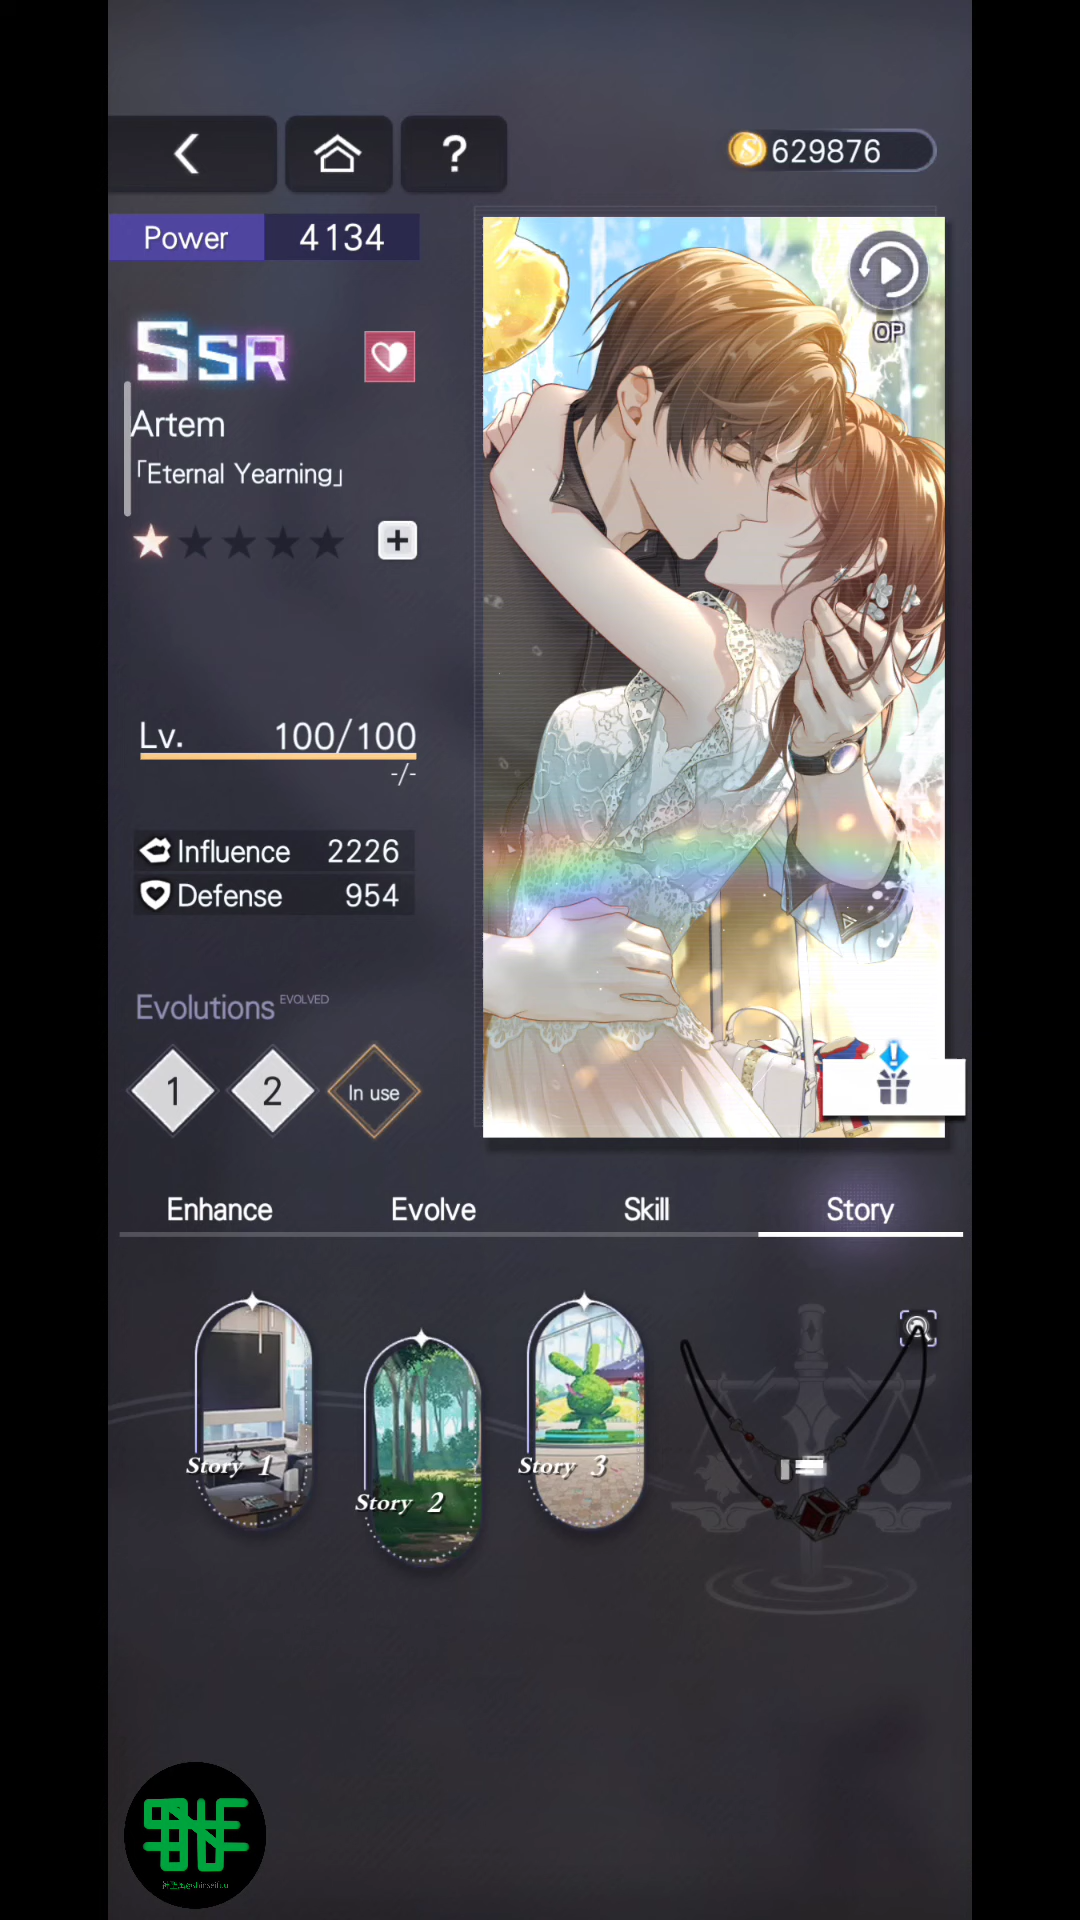 ?
629876
Power 4134
OP
SSR
Artem
「Eternal Yearning」
Lv. 100/100
-/-
Influence 2226
Defense 954
Evolutions EVOLVED
1 2 In use
Enhance Evolve Skill Story
Story 1
Story 2
Story 3